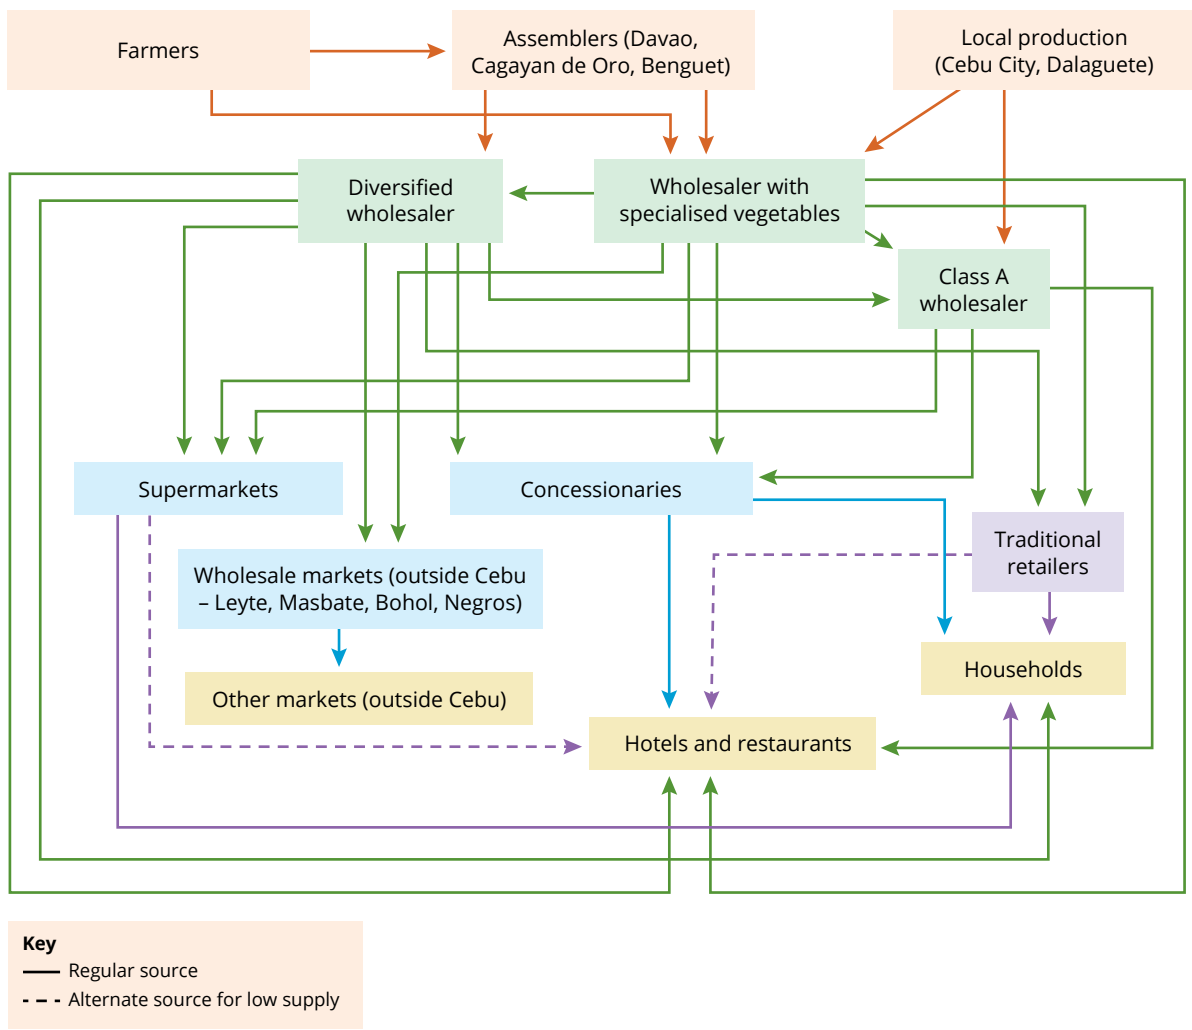 Farmers
Assemblers (Davao,
Cagayan de Oro, Benguet)
Local production
(Cebu City, Dalaguete)
Diversified
wholesaler
Wholesaler with
specialised vegetables
Class A
wholesaler
Supermarkets
Concessionaries
Traditional
retailers
Wholesale markets (outside Cebu
– Leyte, Masbate, Bohol, Negros)
Households
Other markets (outside Cebu)
Hotels and restaurants
Key
Regular source
Alternate source for low supply